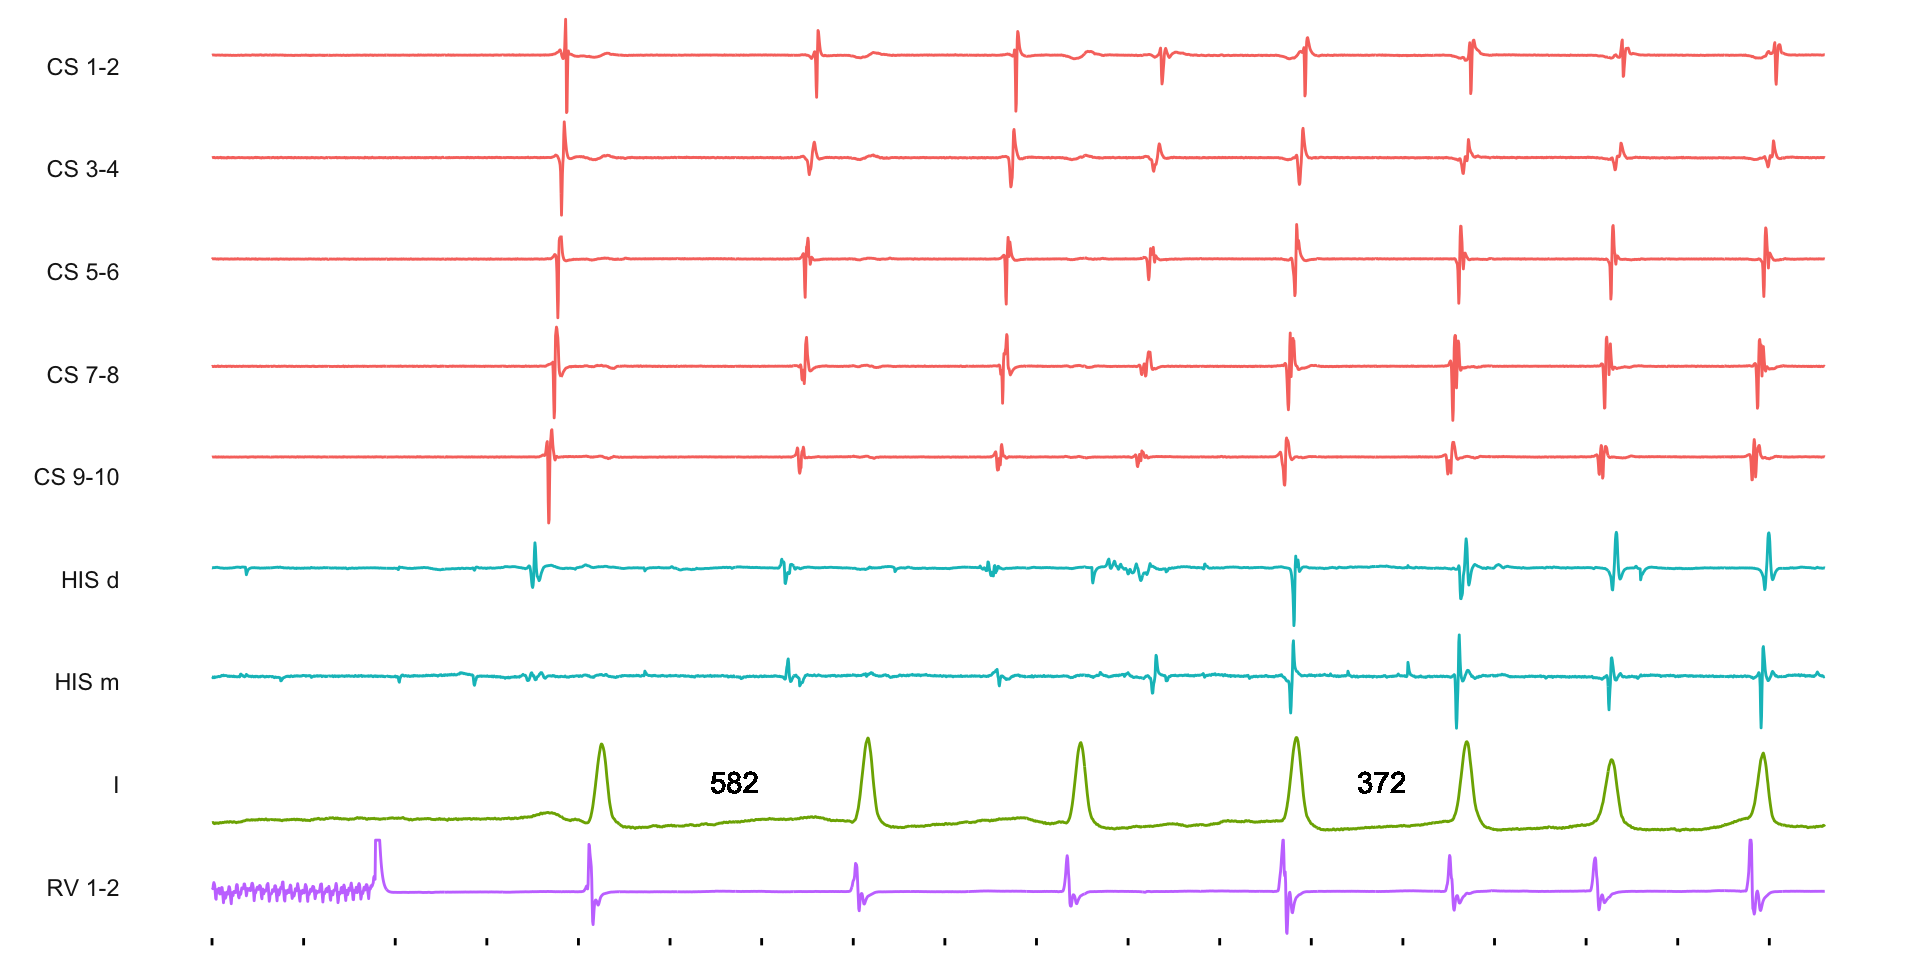 CS 1-2
CS 3-4
CS 5-6
CS 7-8
CS 9-10
HIS d
HIS m
I 582 372
RV 1-2